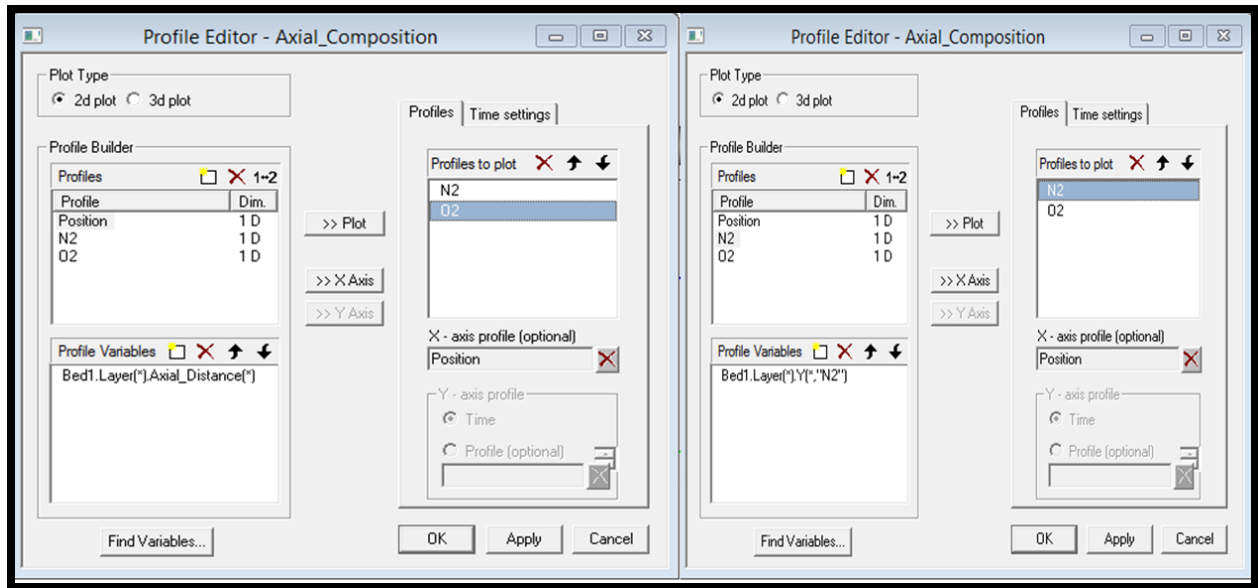 Profile Editor - Axial_Composition
Plot Type
2d plot 3d plot
Profiles Time settings
Profile Builder
Profiles 1↔2
Profile Dim.
Position 1 D
N2 1 D
O2 1 D
>> Plot
>> X Axis
>> Y Axis
Profiles to plot
N2
O2
X - axis profile (optional)
Position
Profile Variables
Bed1.Layer(*).Axial_Distance(*)
Y - axis profile
Time
Profile (optional)
Find Variables...
OK Apply Cancel
Profile Editor - Axial_Composition
Plot Type
2d plot 3d plot
Profiles Time settings
Profile Builder
Profiles 1↔2
Profile Dim.
Position 1 D
N2 1 D
O2 1 D
>> Plot
>> X Axis
>> Y Axis
Profiles to plot
N2
O2
X - axis profile (optional)
Position
Profile Variables
Bed1.Layer(*).Y(*,"N2")
Y - axis profile
Time
Profile (optional)
Find Variables...
OK Apply Cancel